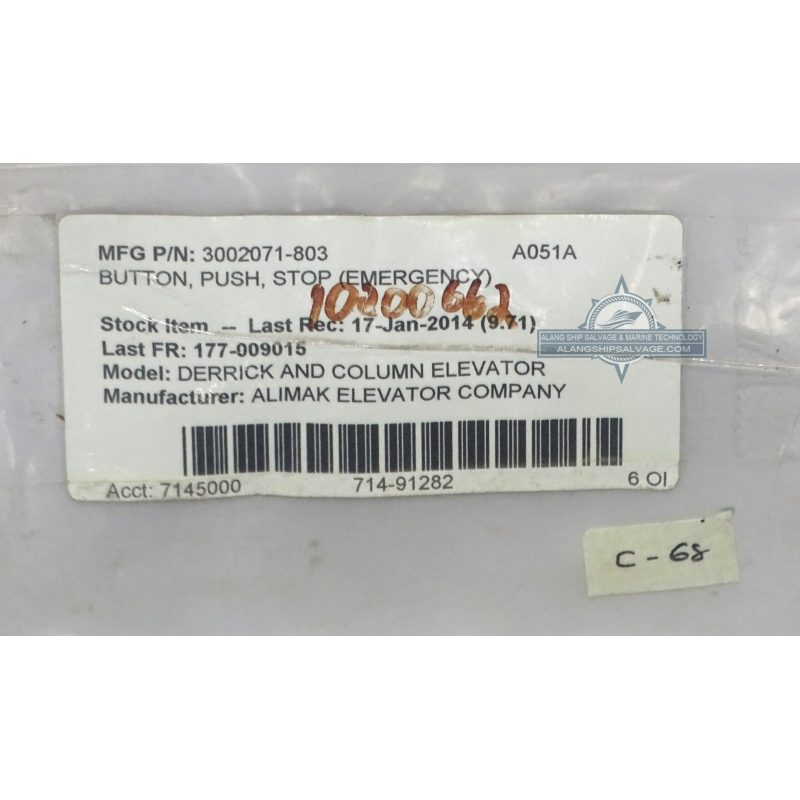 MFG P/N: 3002071-803 A051A
BUTTON, PUSH, STOP (EMERGENCY)
10200662
Stock Item -- Last Rec: 17-Jan-2014 (9.71)
Last FR: 177-009015
Model: DERRICK AND COLUMN ELEVATOR
Manufacturer: ALIMAK ELEVATOR COMPANY
ALANG SHIP SALVAGE & MARINE TECHNOLOGY
ALANGSHIPSALVAGE.COM
Acct: 7145000 714-91282 6 OI
C-68